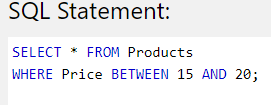 SQL Statement:
SELECT * FROM Products
WHERE Price BETWEEN 15 AND 20;